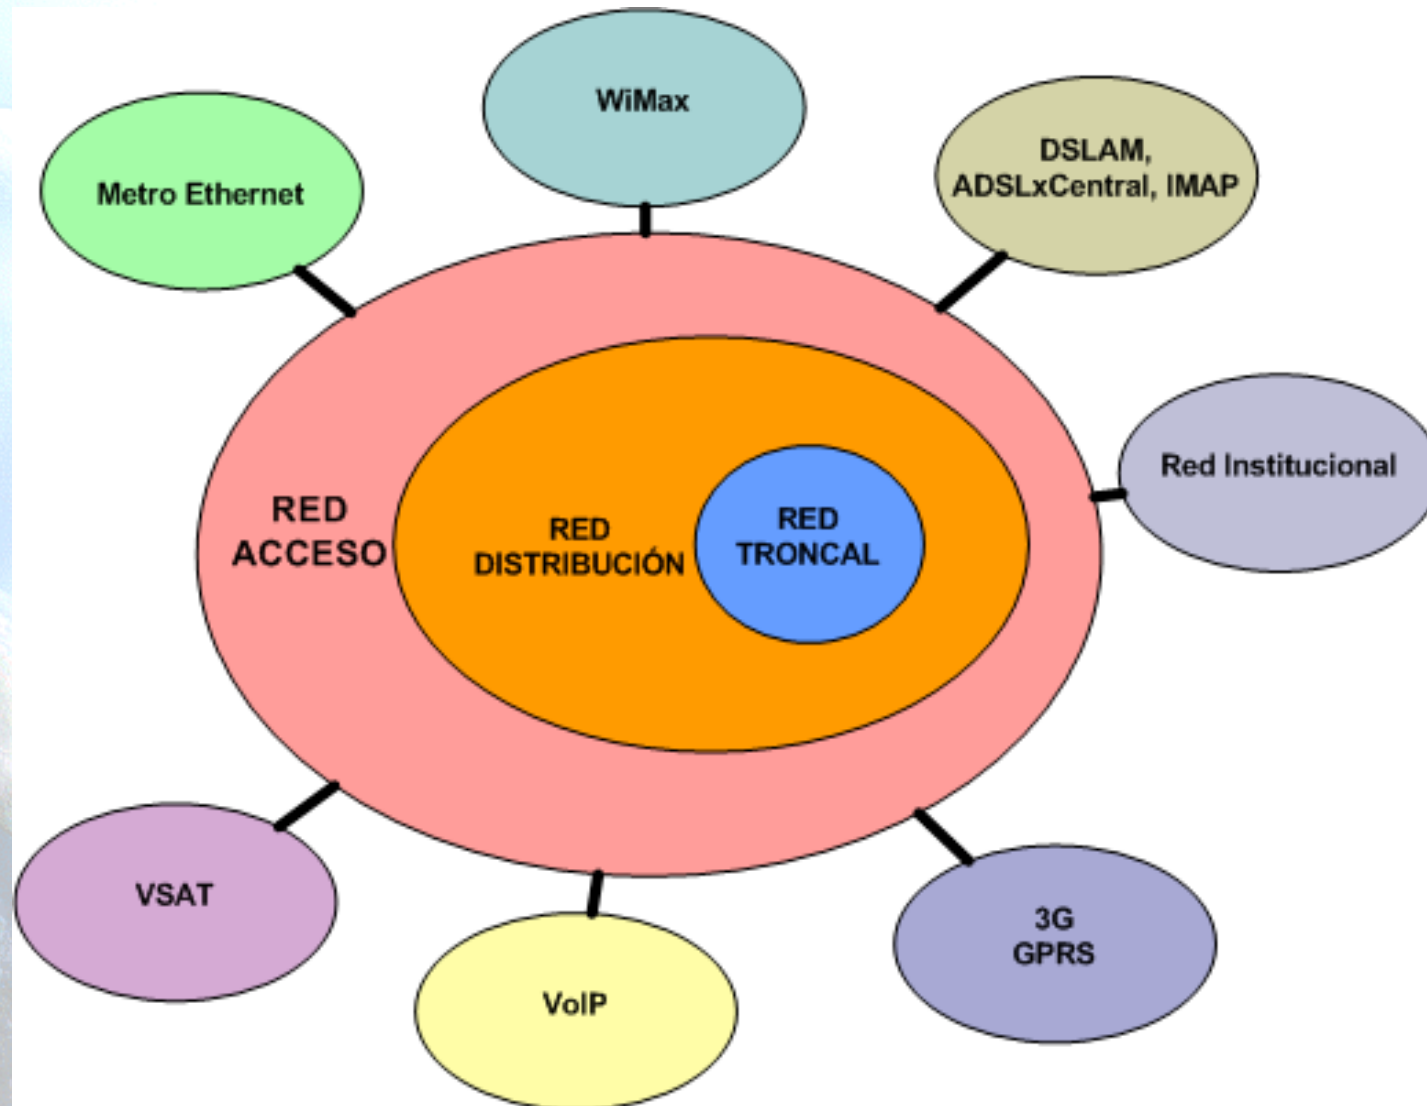 WiMax
Metro Ethernet
DSLAM,
ADSLxCentral, IMAP
Red Institucional
RED
ACCESO
RED
DISTRIBUCIÓN
RED
TRONCAL
VSAT
VoIP
3G
GPRS